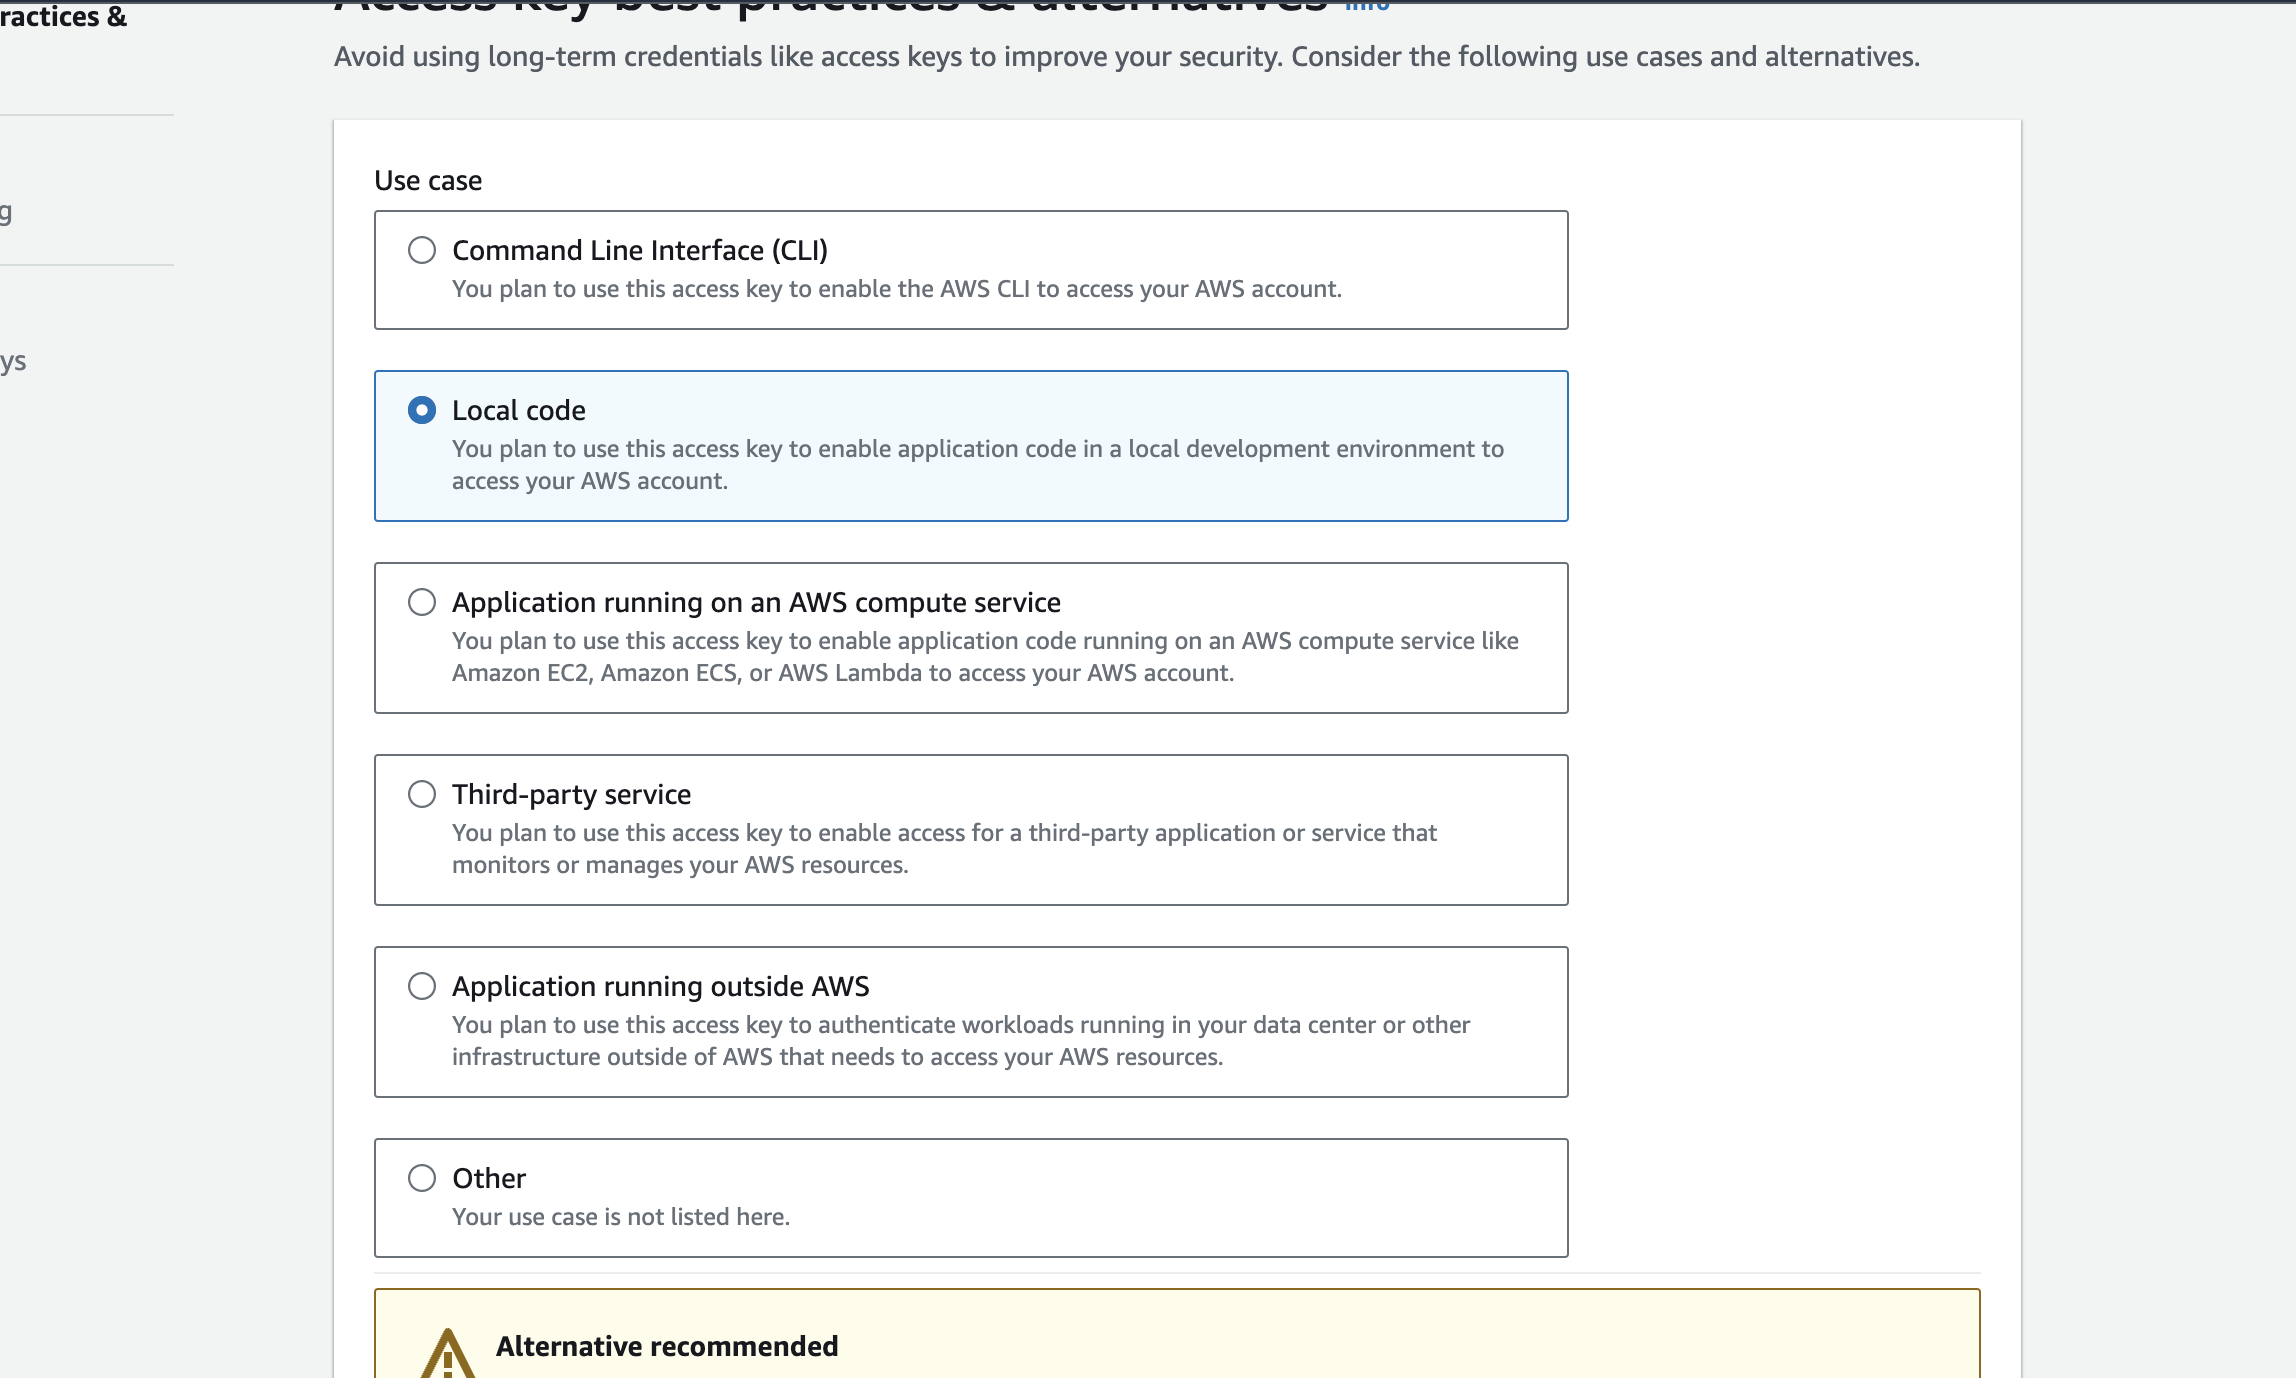 ractices &
Access key best practices & alternatives Info
Avoid using long-term credentials like access keys to improve your security. Consider the following use cases and alternatives.
g
ys
Use case
Command Line Interface (CLI)
You plan to use this access key to enable the AWS CLI to access your AWS account.
Local code
You plan to use this access key to enable application code in a local development environment to
access your AWS account.
Application running on an AWS compute service
You plan to use this access key to enable application code running on an AWS compute service like
Amazon EC2, Amazon ECS, or AWS Lambda to access your AWS account.
Third-party service
You plan to use this access key to enable access for a third-party application or service that
monitors or manages your AWS resources.
Application running outside AWS
You plan to use this access key to authenticate workloads running in your data center or other
infrastructure outside of AWS that needs to access your AWS resources.
Other
Your use case is not listed here.
Alternative recommended